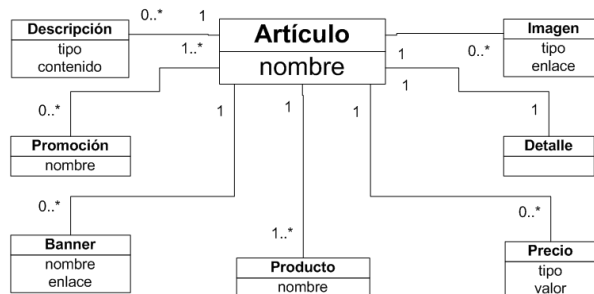 Descripción
tipo
contenido
0..*
1
Artículo
nombre
Imagen
tipo
enlace
1..*
1
0..*
1
0..*
1
1
1
1
Promoción
nombre
Detalle
0..*
0..*
1..*
Banner
nombre
enlace
Producto
nombre
Precio
tipo
valor